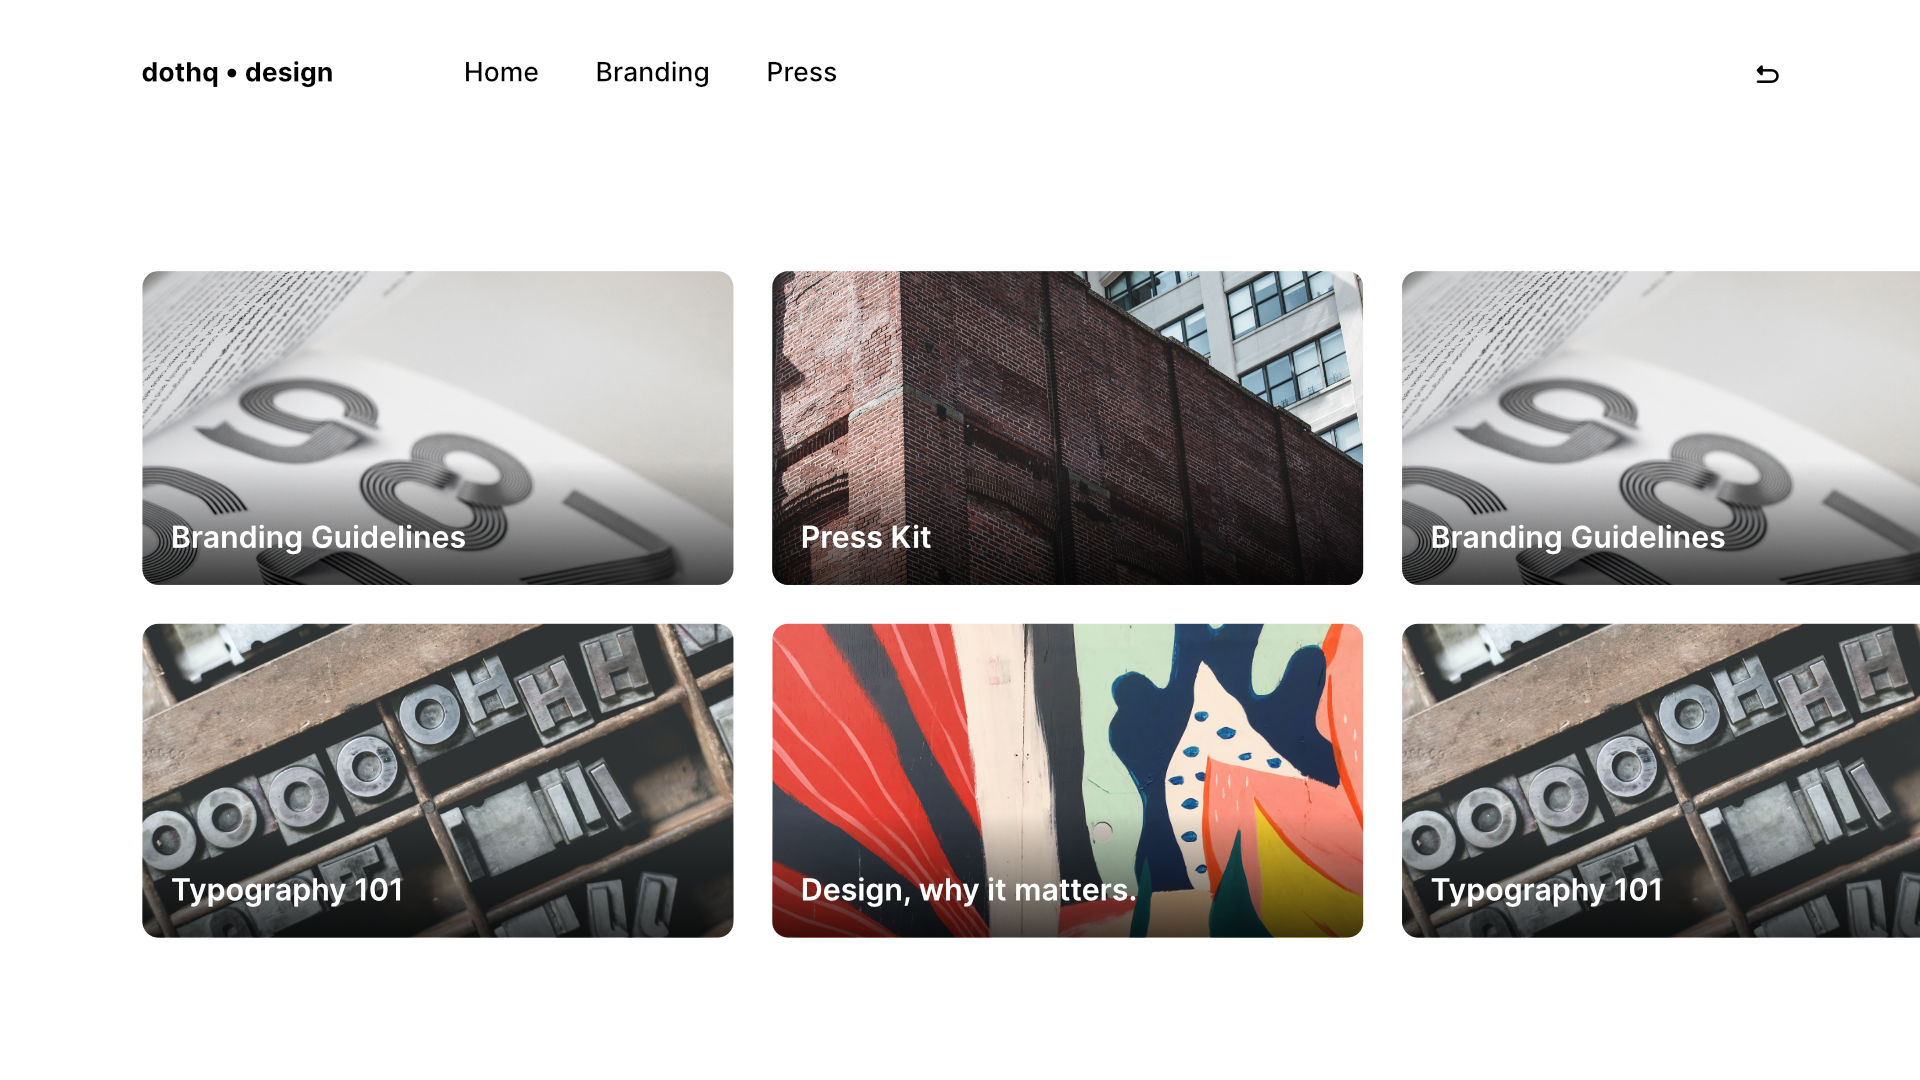 dothq • design
Home
Branding
Press
Branding Guidelines
Press Kit
Branding Guidelines
Typography 101
Design, why it matters.
Typography 101